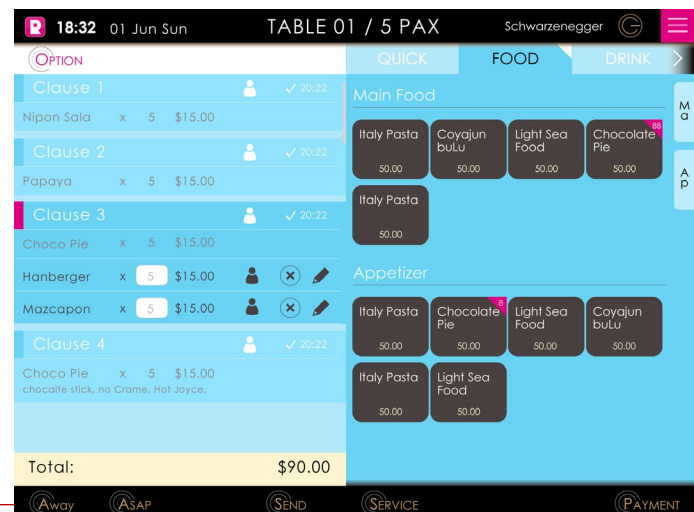 R 18:32 01 Jun Sun TABLE 01 / 5 PAX Schwarzenegger
OPTION
QUICK FOOD DRINK
Clause 1 20:22
Nipon Sala x 5 $15.00
Clause 2 20:22
Papaya x 5 $15.00
Clause 3 20:22
Choco Pie x 5 $15.00
Hanberger x 5 $15.00
Mazcapon x 5 $15.00
Clause 4 20:22
Choco Pie x 5 $15.00
chocalte stick, no Crame, Hot Joyce.
Total: $90.00
Main Food
Italy Pasta
50.00
Coyajun
buLu
50.00
Light Sea
Food
50.00
Chocolate
Pie
88
50.00
Italy Pasta
50.00
Appetizer
Italy Pasta
50.00
Chocolate
Pie
8
50.00
Light Sea
Food
50.00
Coyajun
buLu
50.00
Italy Pasta
50.00
Light Sea
Food
50.00
Ma
Ap
AWAY ASAP SEND SERVICE PAYMENT